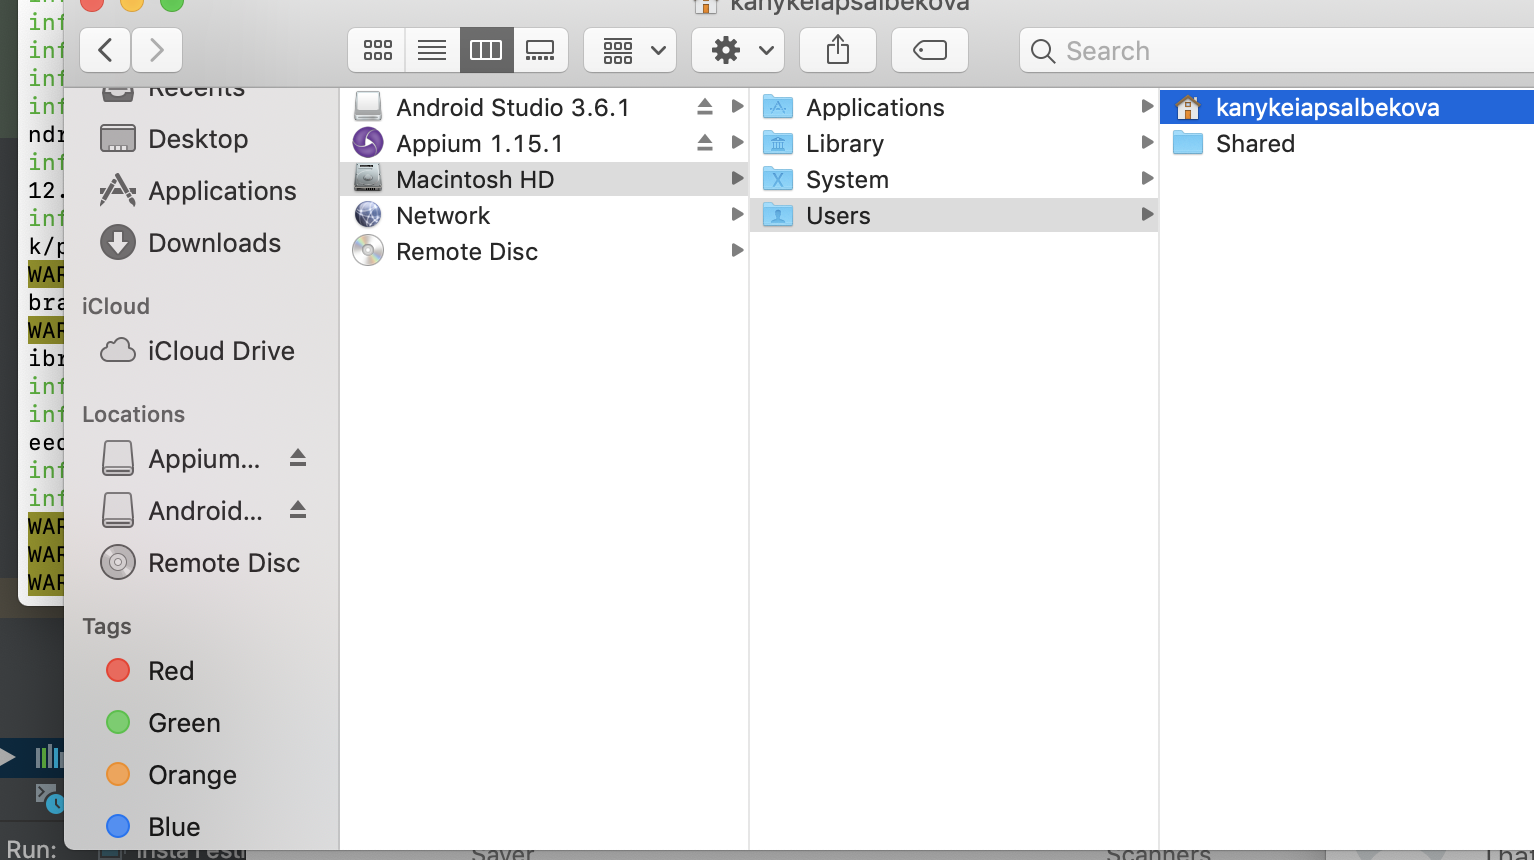 kanykeiapsalbekova
Search
Recents
Desktop
Applications
Downloads
iCloud
iCloud Drive
Locations
Appium...
Android...
Remote Disc
Tags
Red
Green
Orange
Blue
Android Studio 3.6.1
Appium 1.15.1
Macintosh HD
Network
Remote Disc
Applications
Library
System
Users
kanykeiapsalbekova
Shared
inf
inf
inf
inf
ndr
inf
12.
inf
k/p
WAR
bra
WAR
ibr
inf
inf
eed
inf
inf
WAR
WAR
WAR
Run:
Saver
Scanners